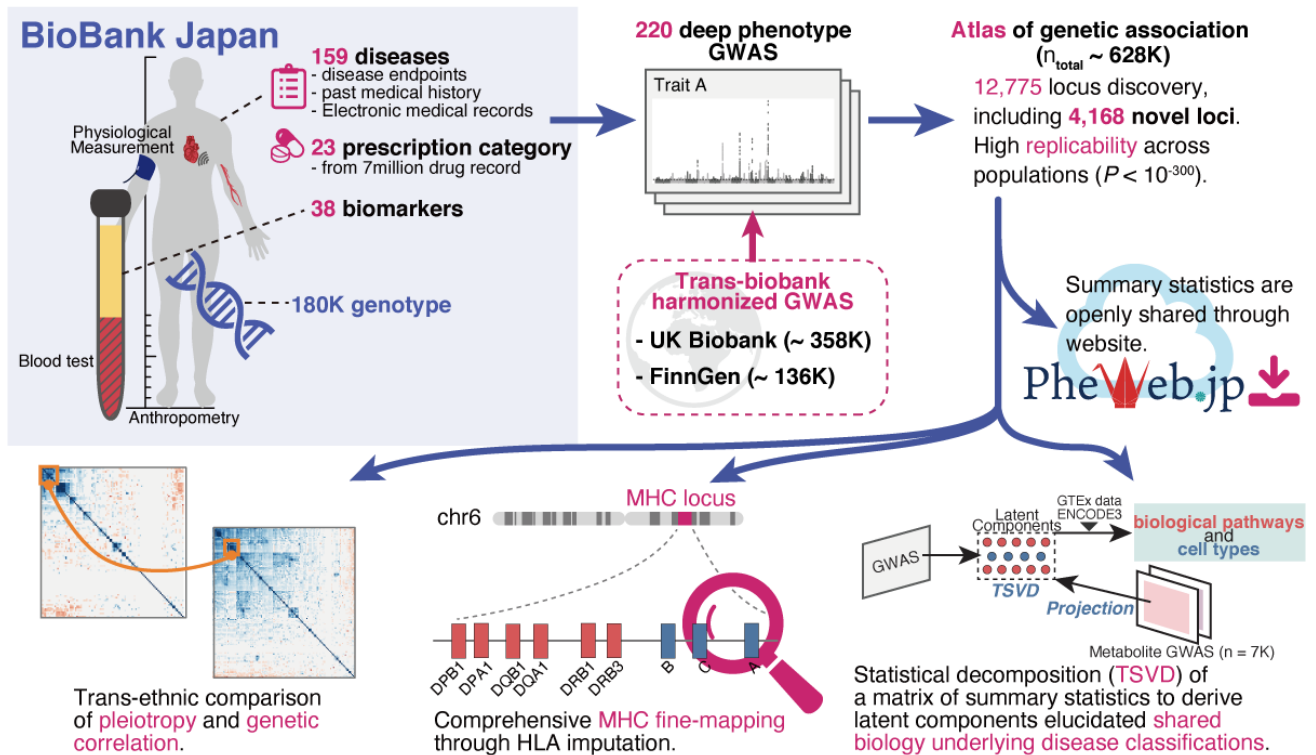 BioBank Japan
159 diseases
- disease endpoints
- past medical history
- Electronic medical records
Physiological
Measurement
23 prescription category
- from 7million drug record
38 biomarkers
180K genotype
Blood test
Anthropometry
220 deep phenotype
GWAS
Trait A
Trans-biobank
harmonized GWAS
- UK Biobank (~ 358K)
- FinnGen (~ 136K)
Atlas of genetic association
(n total ~ 628K)
12,775 locus discovery,
including 4,168 novel loci.
High replicability across
populations (P < 10-300).
Summary statistics are
openly shared through
website.
PheWeb.jp
Trans-ethnic comparison
of pleiotropy and genetic
correlation.
MHC locus
chr6
DPB1
DPA1
DQB1
DQA1
DRB1
DRB3
B
C
A
Comprehensive MHC fine-mapping
through HLA imputation.
GWAS
Latent
Components
TSVD
GTEx data
ENCODE3
biological pathways
and
cell types
Projection
Metabolite GWAS (n = 7K)
Statistical decomposition (TSVD) of
a matrix of summary statistics to derive
latent components elucidated shared
biology underlying disease classifications.